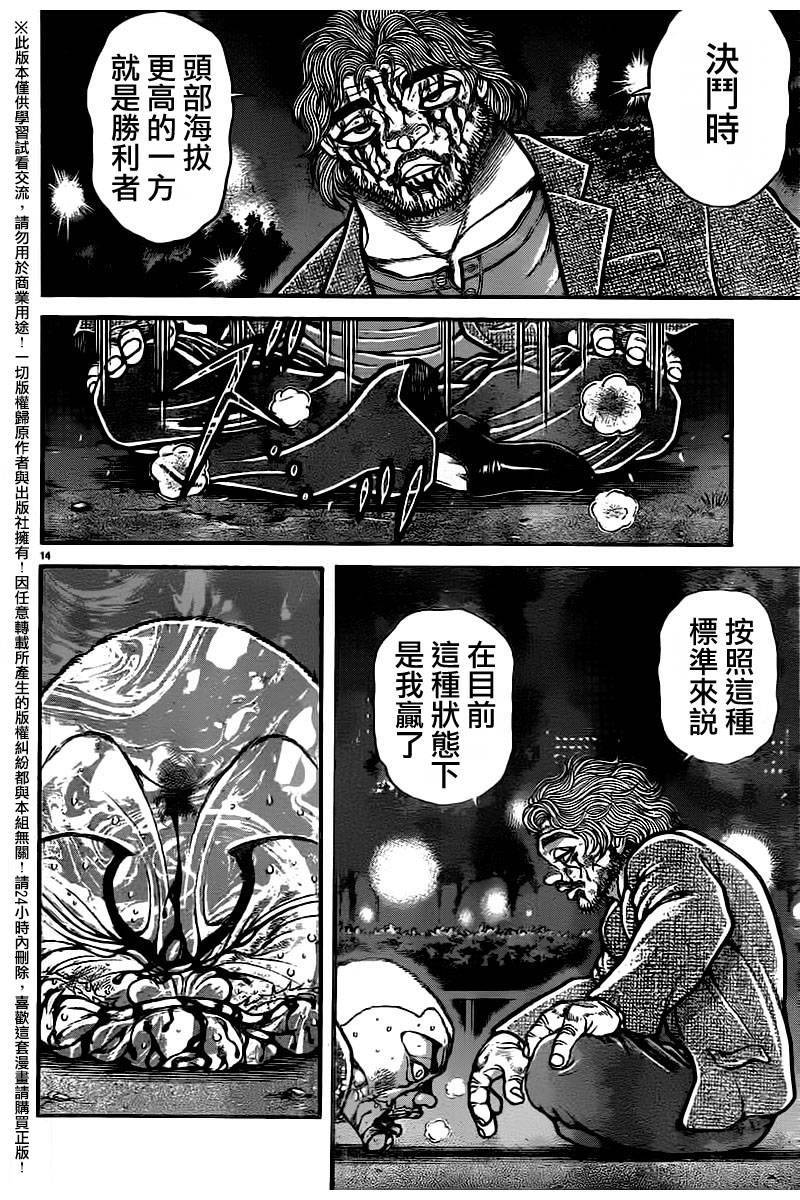 決鬥時
頭部海拔
更高的一方
就是勝利者
14
按照這種
標準來說
在目前
這種狀態下
是我贏了
※此版本僅供學習試看交流，請勿用於商業用途！一切版權歸原作者與出版社擁有！因任意轉載所產生的版權糾紛都與本組無關！請24小時內刪除，喜歡這套漫畫請購買正版！